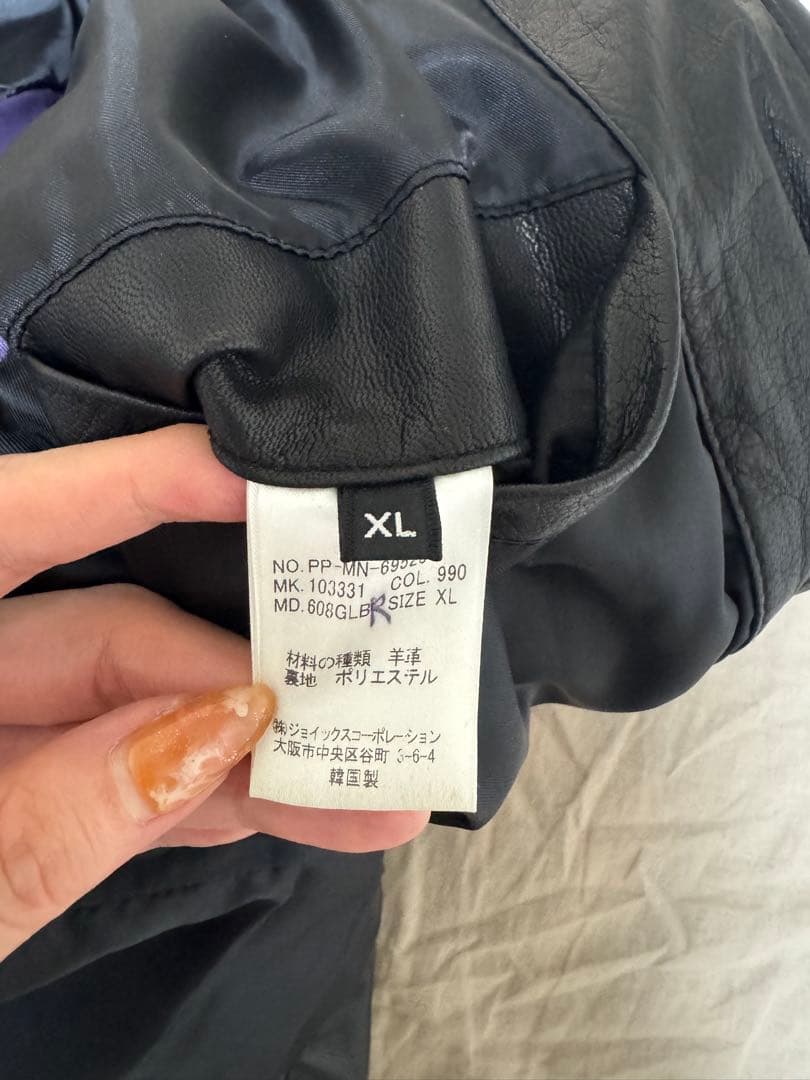 XL
NO. PP-MN-69525
MK. 103331 COL. 990
MD. 608GLBR SIZE XL
材料の種類 羊革
裏地 ポリエステル
㈱ジョイックスコーポレーション
大阪市中央区谷町 3-6-4
韓国製